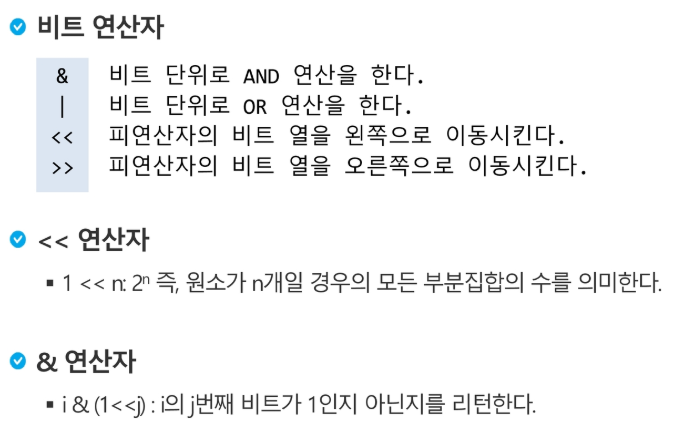 비트 연산자
& 비트 단위로 AND 연산을 한다.
| 비트 단위로 OR 연산을 한다.
<< 피연산자의 비트 열을 왼쪽으로 이동시킨다.
>> 피연산자의 비트 열을 오른쪽으로 이동시킨다.
<< 연산자
▪ 1 << n: 2ⁿ 즉, 원소가 n개일 경우의 모든 부분집합의 수를 의미한다.
& 연산자
▪ i & (1<<j) : i의 j번째 비트가 1인지 아닌지를 리턴한다.